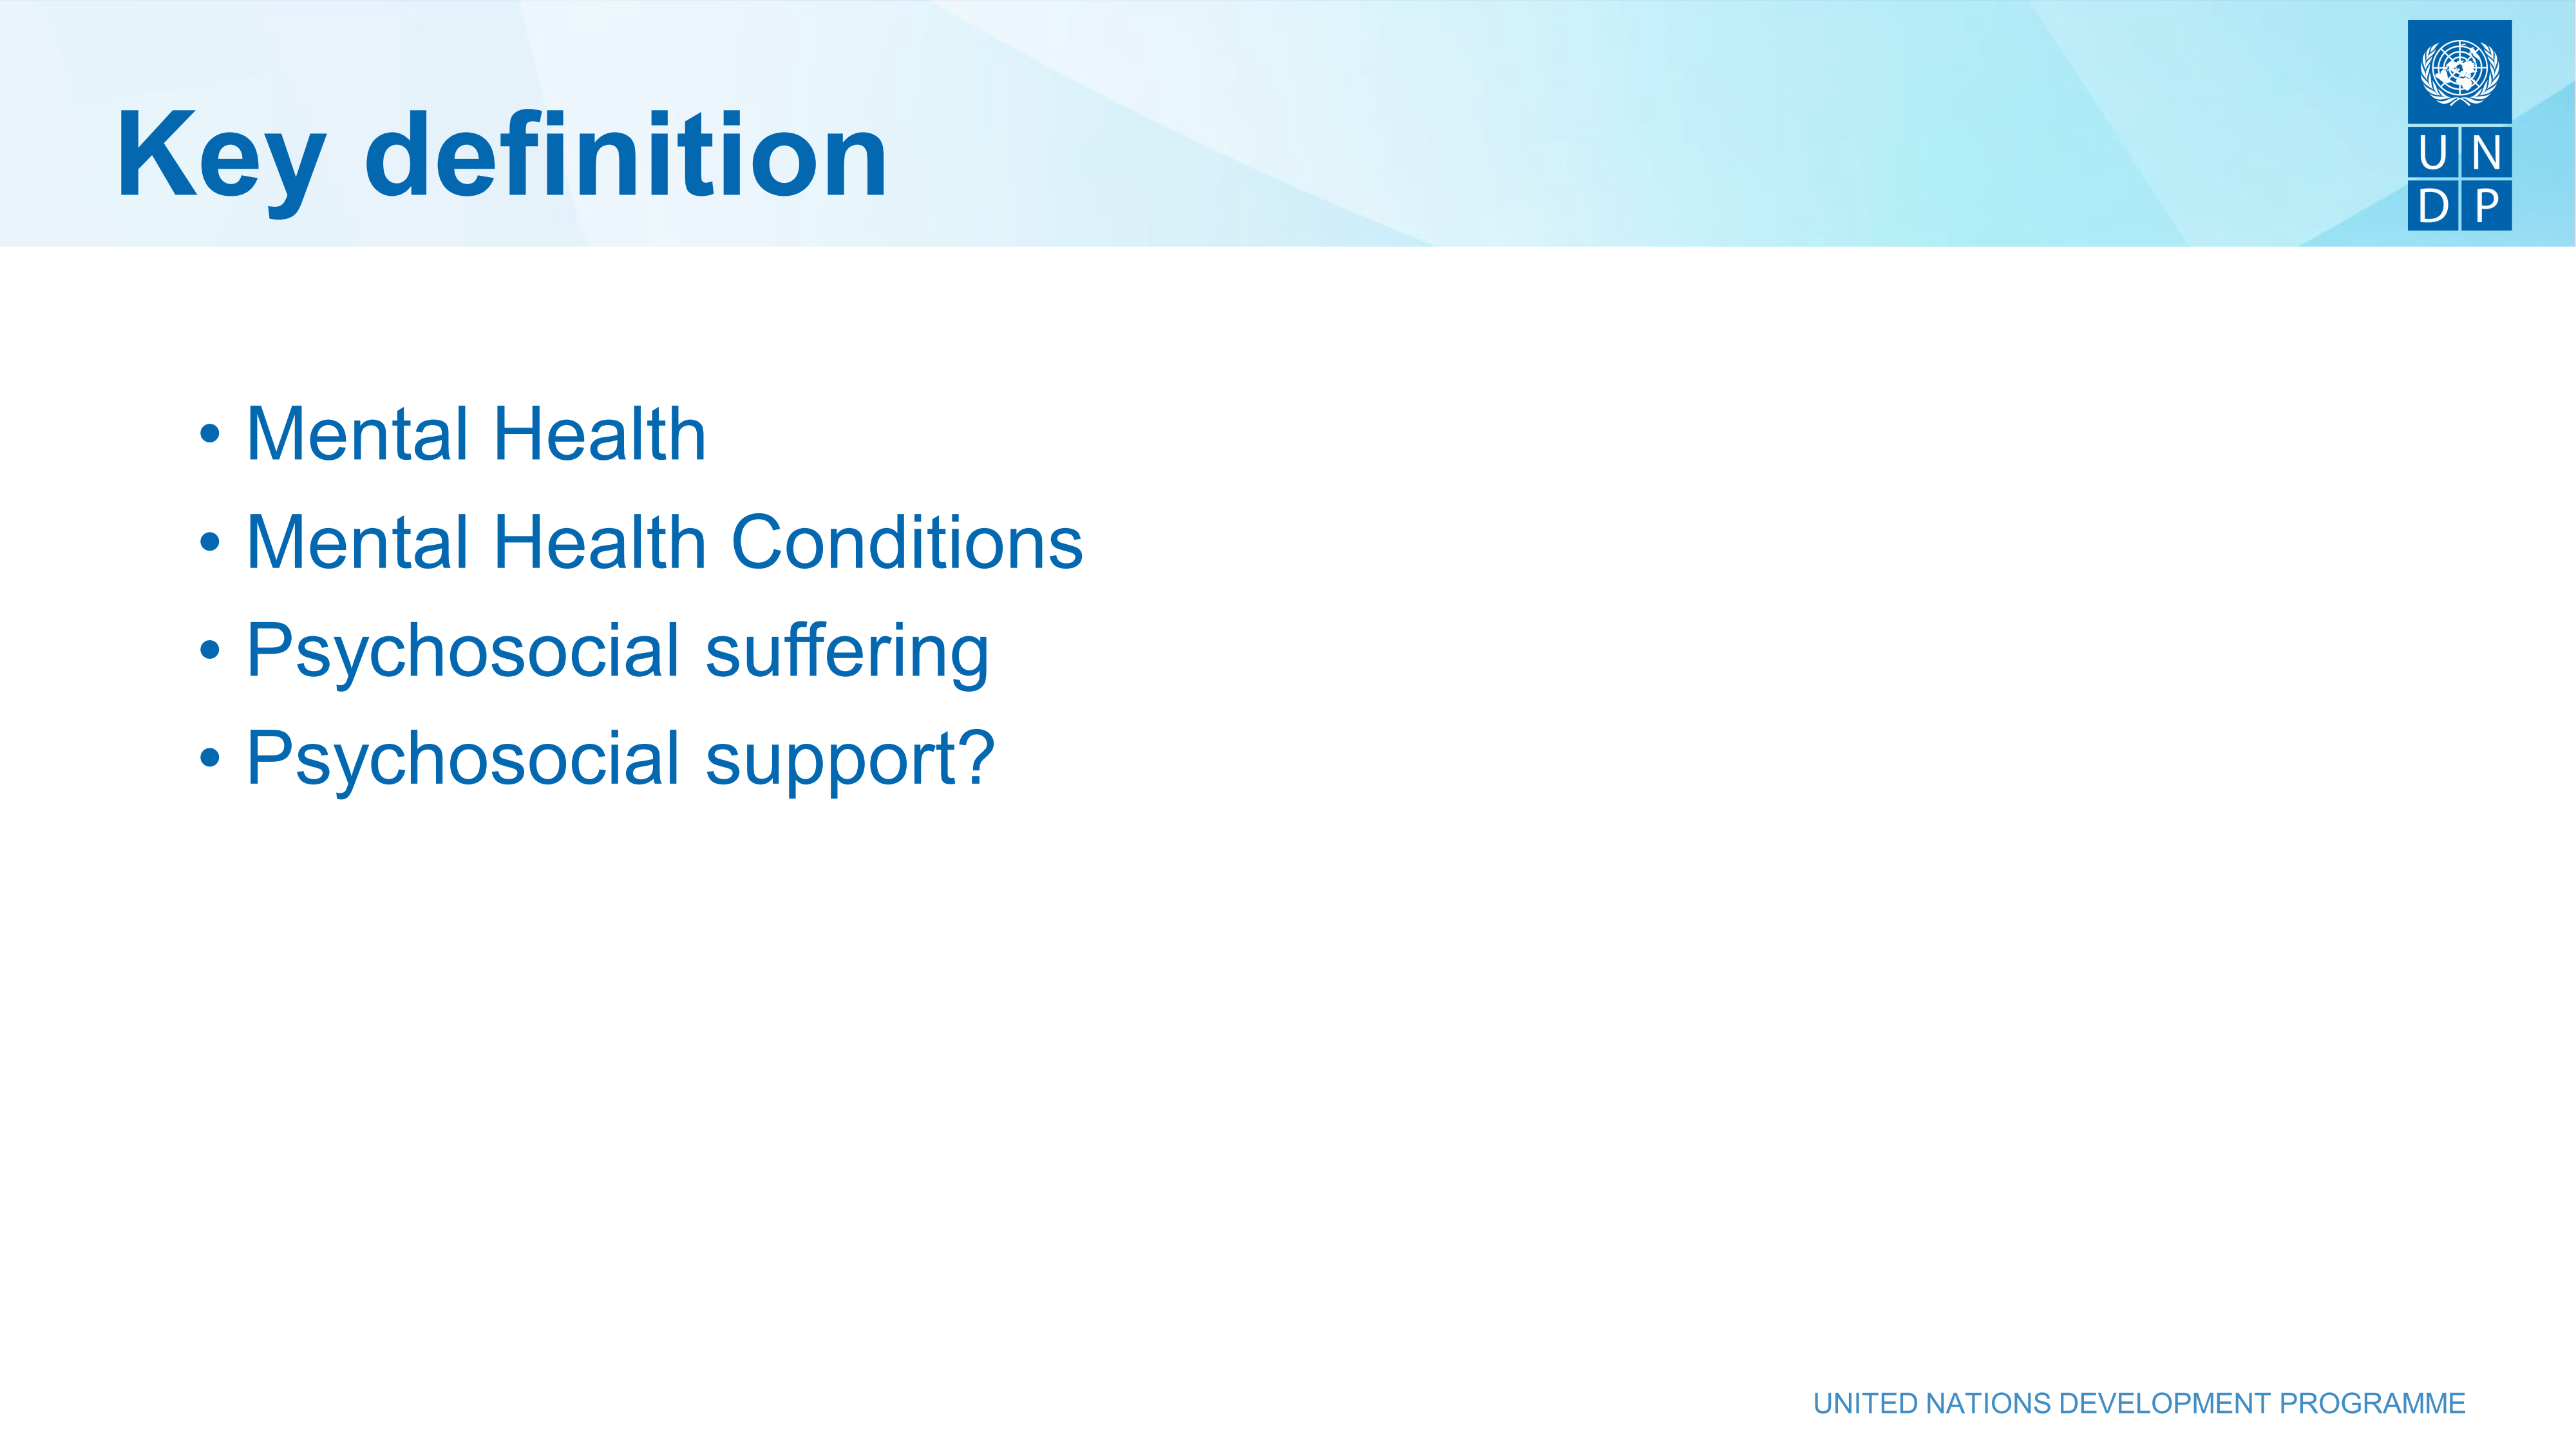 Key definition
U N
D P
• Mental Health
• Mental Health Conditions
• Psychosocial suffering
• Psychosocial support?
UNITED NATIONS DEVELOPMENT PROGRAMME